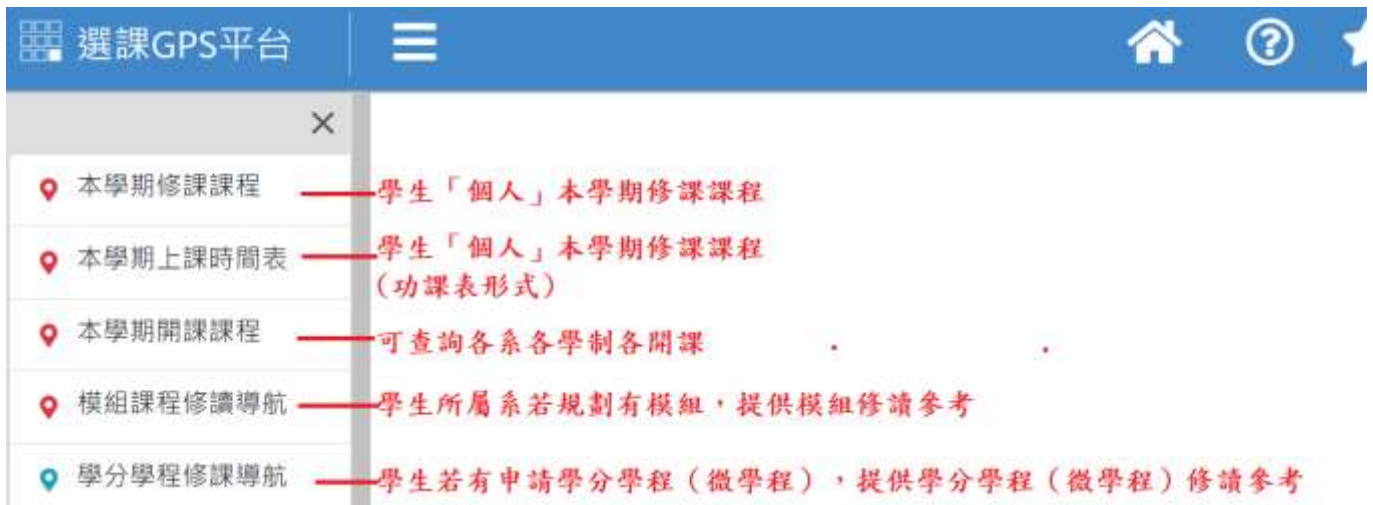 選課GPS平台
本學期修課課程
學生「個人」本學期修課課程
本學期上課時間表
學生「個人」本學期修課課程
(功課表形式)
本學期開課課程
可查詢各系各學制各開課
模組課程修讀導航
學生所屬系若規劃有模組，提供模組修讀參考
學分學程修課導航
學生若有申請學分學程(微學程)，提供學分學程(微學程)修讀參考